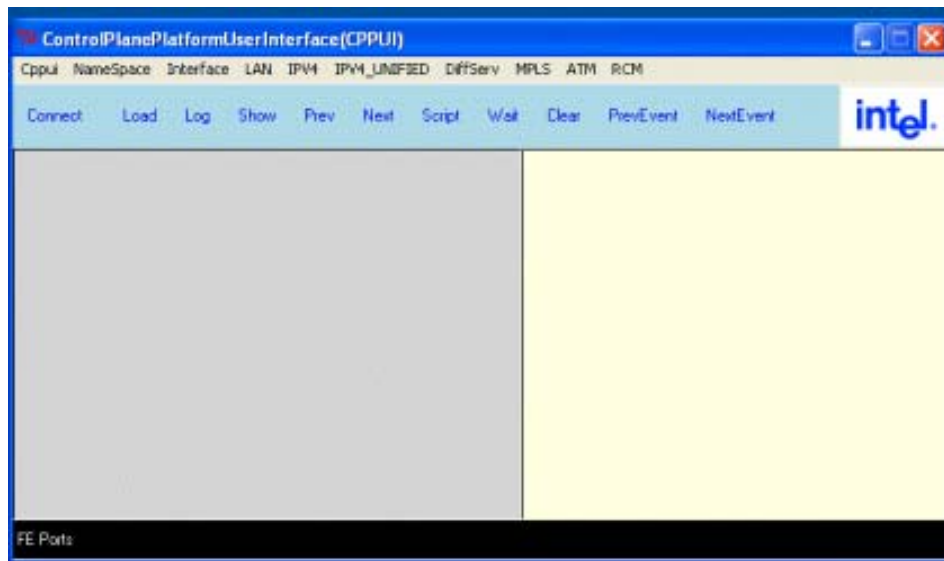 ControlPlanePlatformUserInterface(CPPUI)
Cppui NameSpace Interface LAN IPV4 IPV4_UNIFIED DiffServ MPLS ATM RCM
Connect Load Log Show Prev Next Script Wait Clear PrevEvent NextEvent intel.
FE Ports